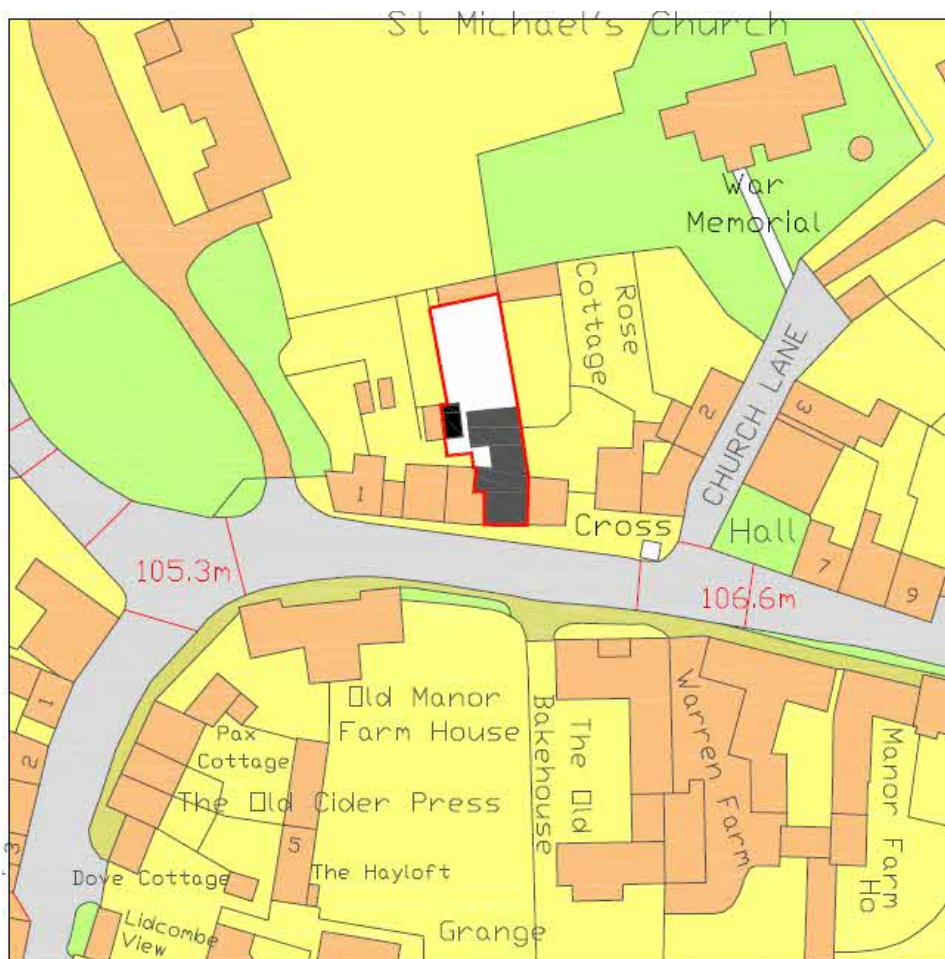 St Michael's Church
War
Memorial
Rose
Cottage
CHURCH LANE
2
3
1
Cross
Hall
7
9
105.3m
106.6m
1
2
3
Old Manor
Farm House
Pax
Cottage
The Old Cider Press
5
The Hayloft
Dove Cottage
Lidcombe
View
Grange
The Old
Bakehouse
Warren Farm
Manor Farm
Ho